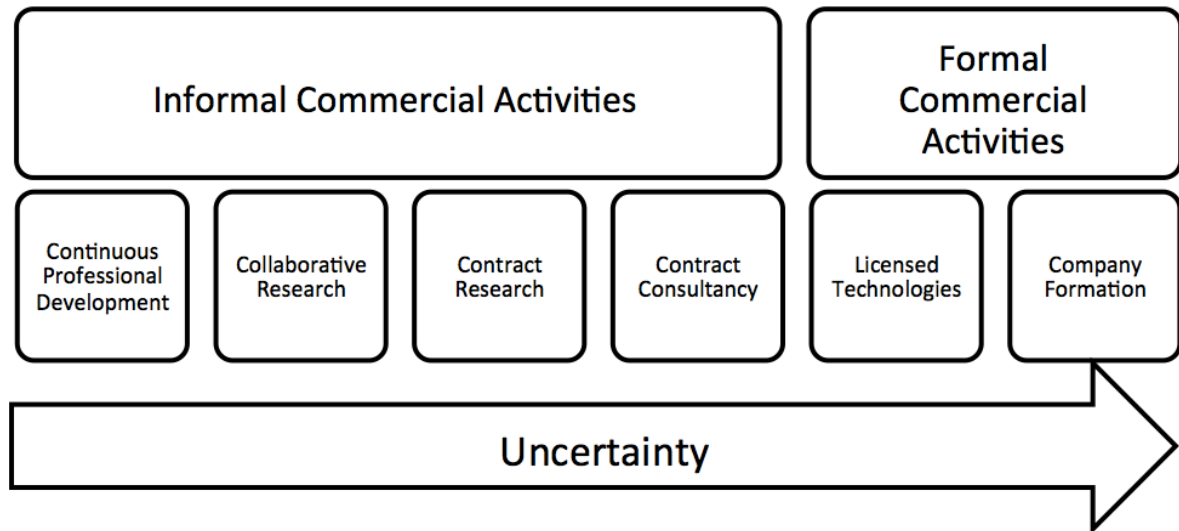 Informal Commercial Activities
Formal
Commercial
Activities
Continuous
Professional
Development
Collaborative
Research
Contract
Research
Contract
Consultancy
Licensed
Technologies
Company
Formation
Uncertainty